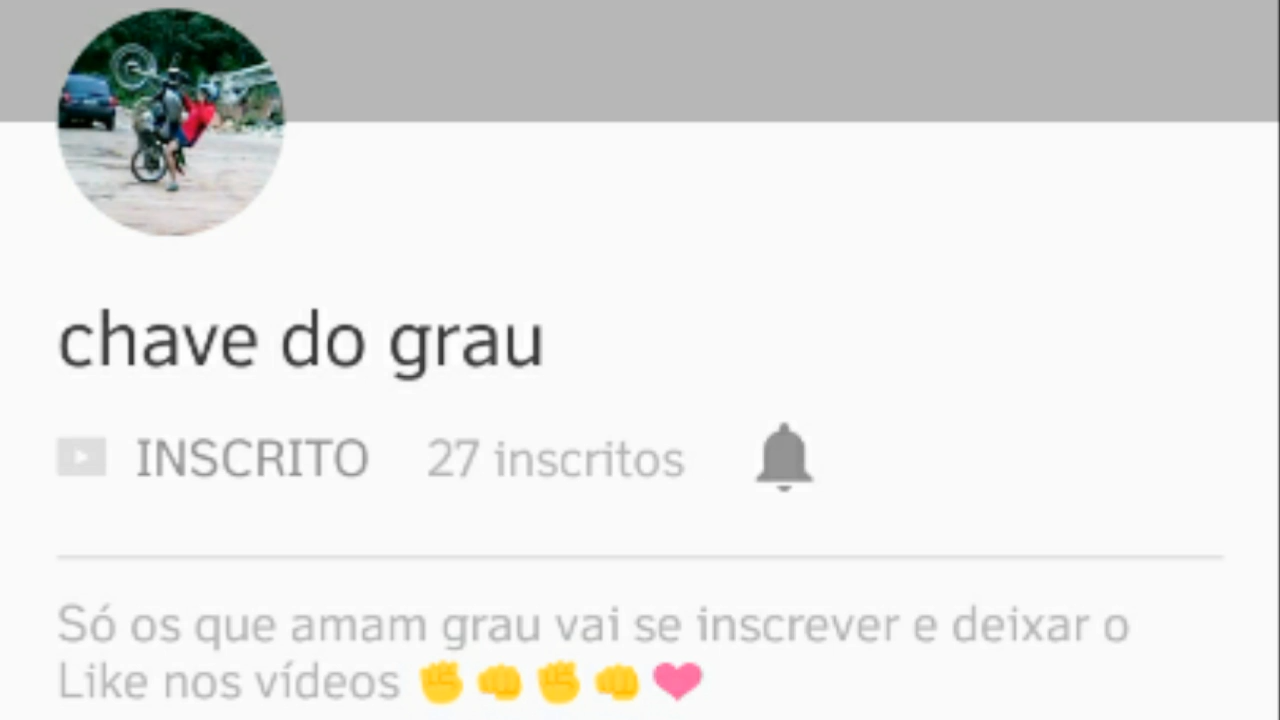 chave do grau
INSCRITO 27 inscritos
Só os que amam grau vai se inscrever e deixar o
Like nos vídeos ✊👊✊👊❤